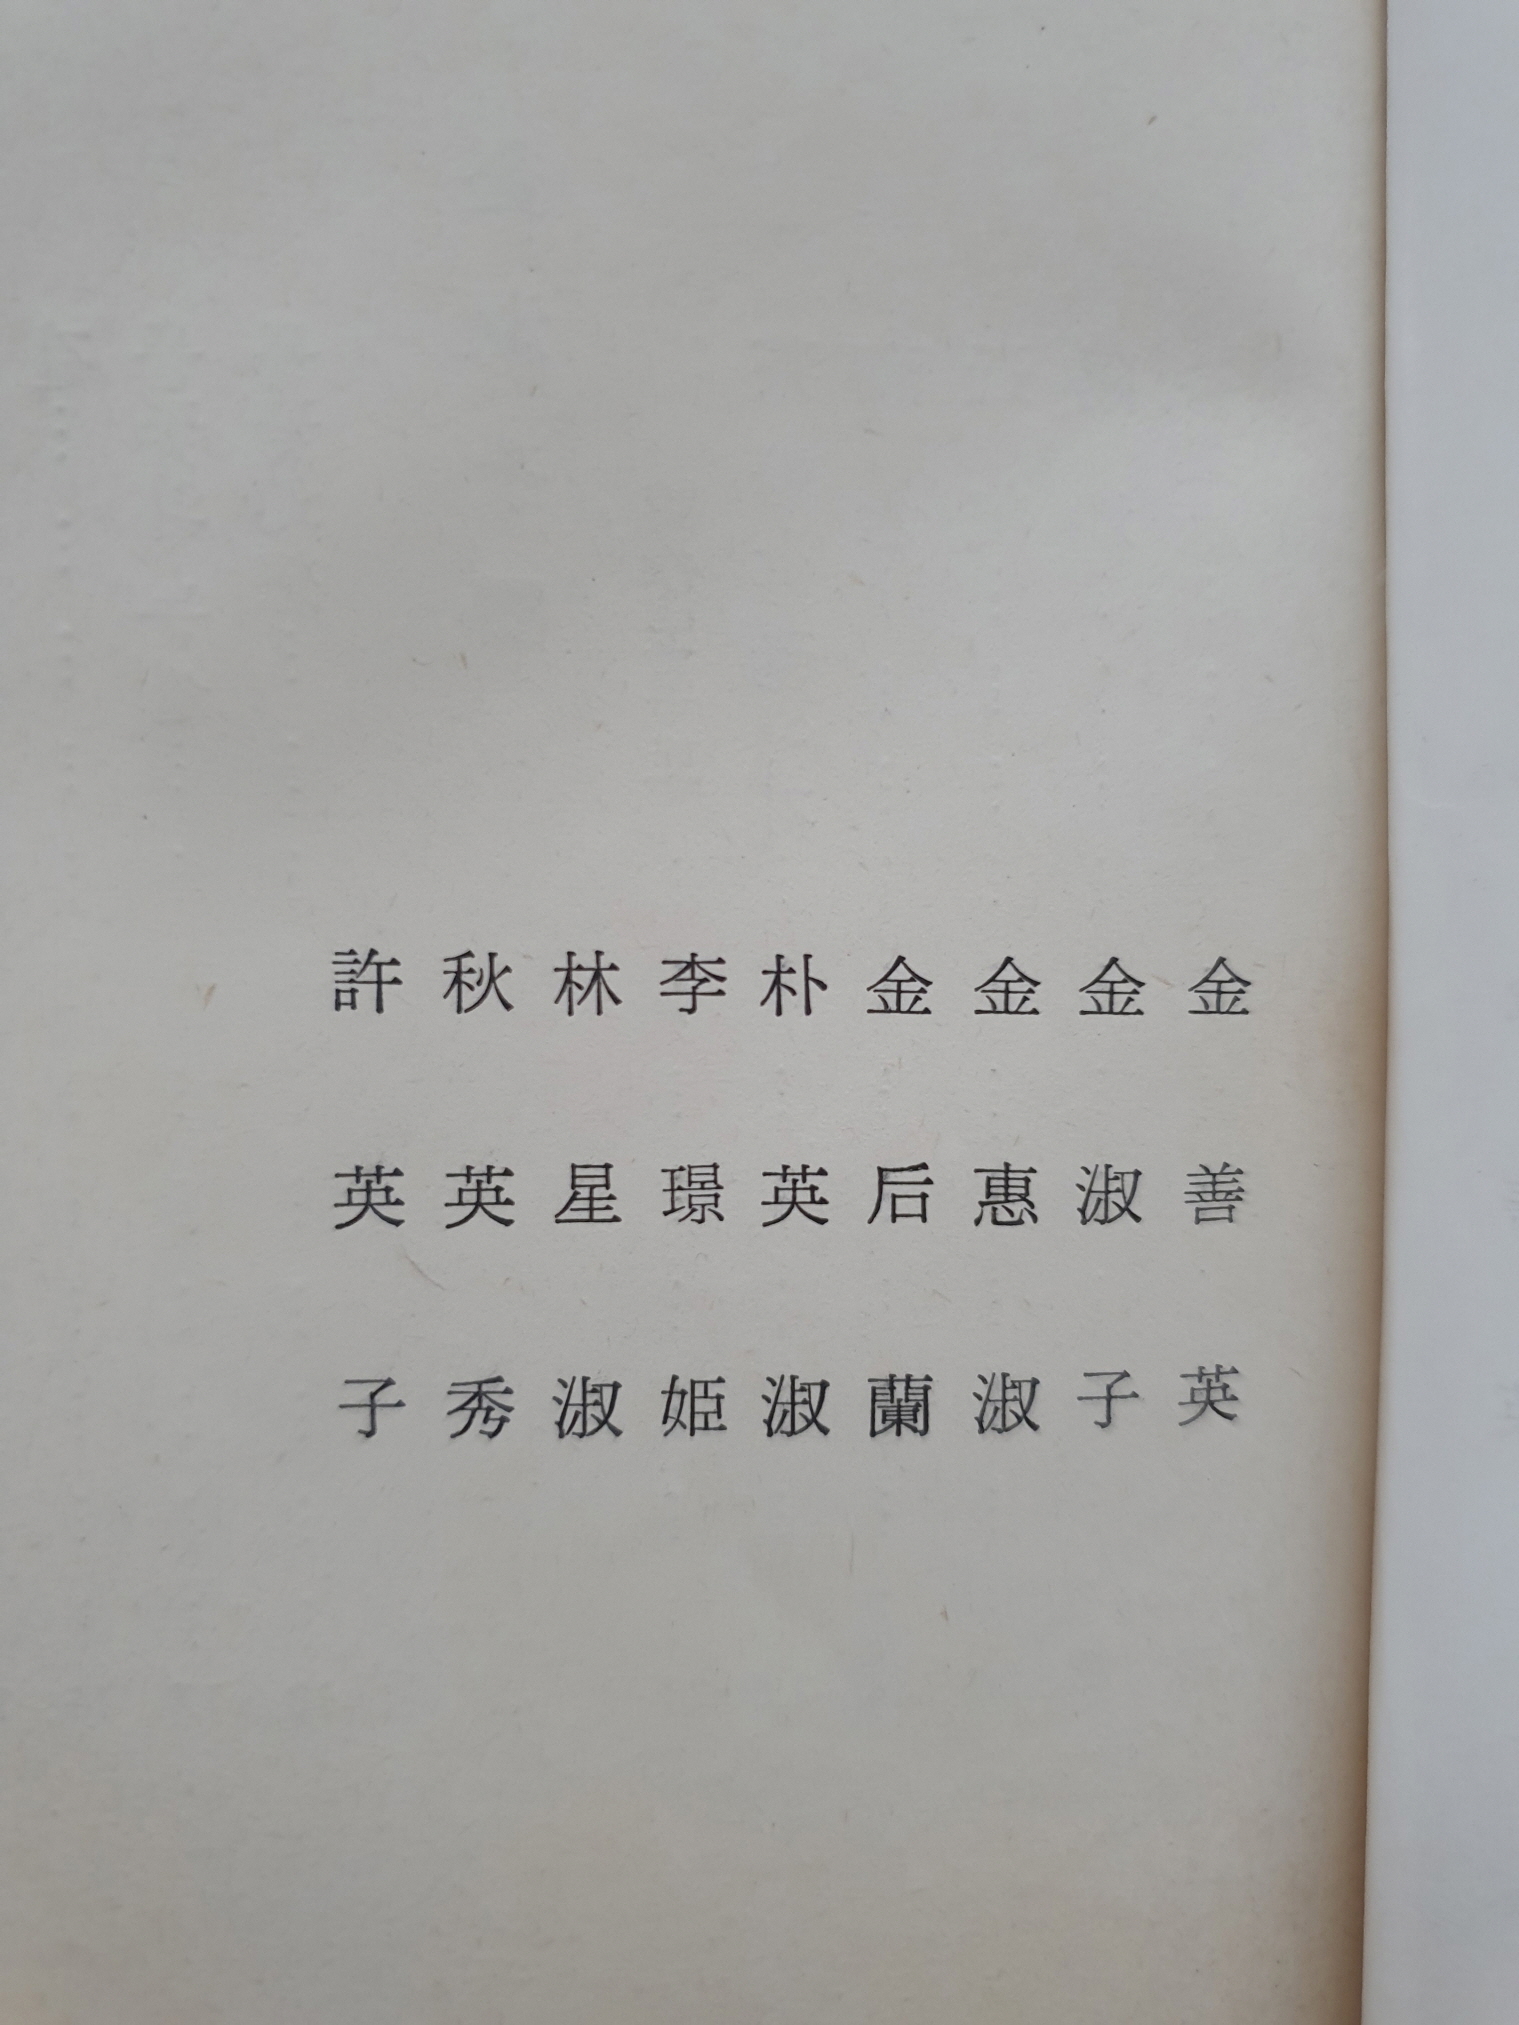 金善英
金淑子
金惠淑
金后蘭
朴英淑
李璟姫
林星淑
秋英秀
許英子